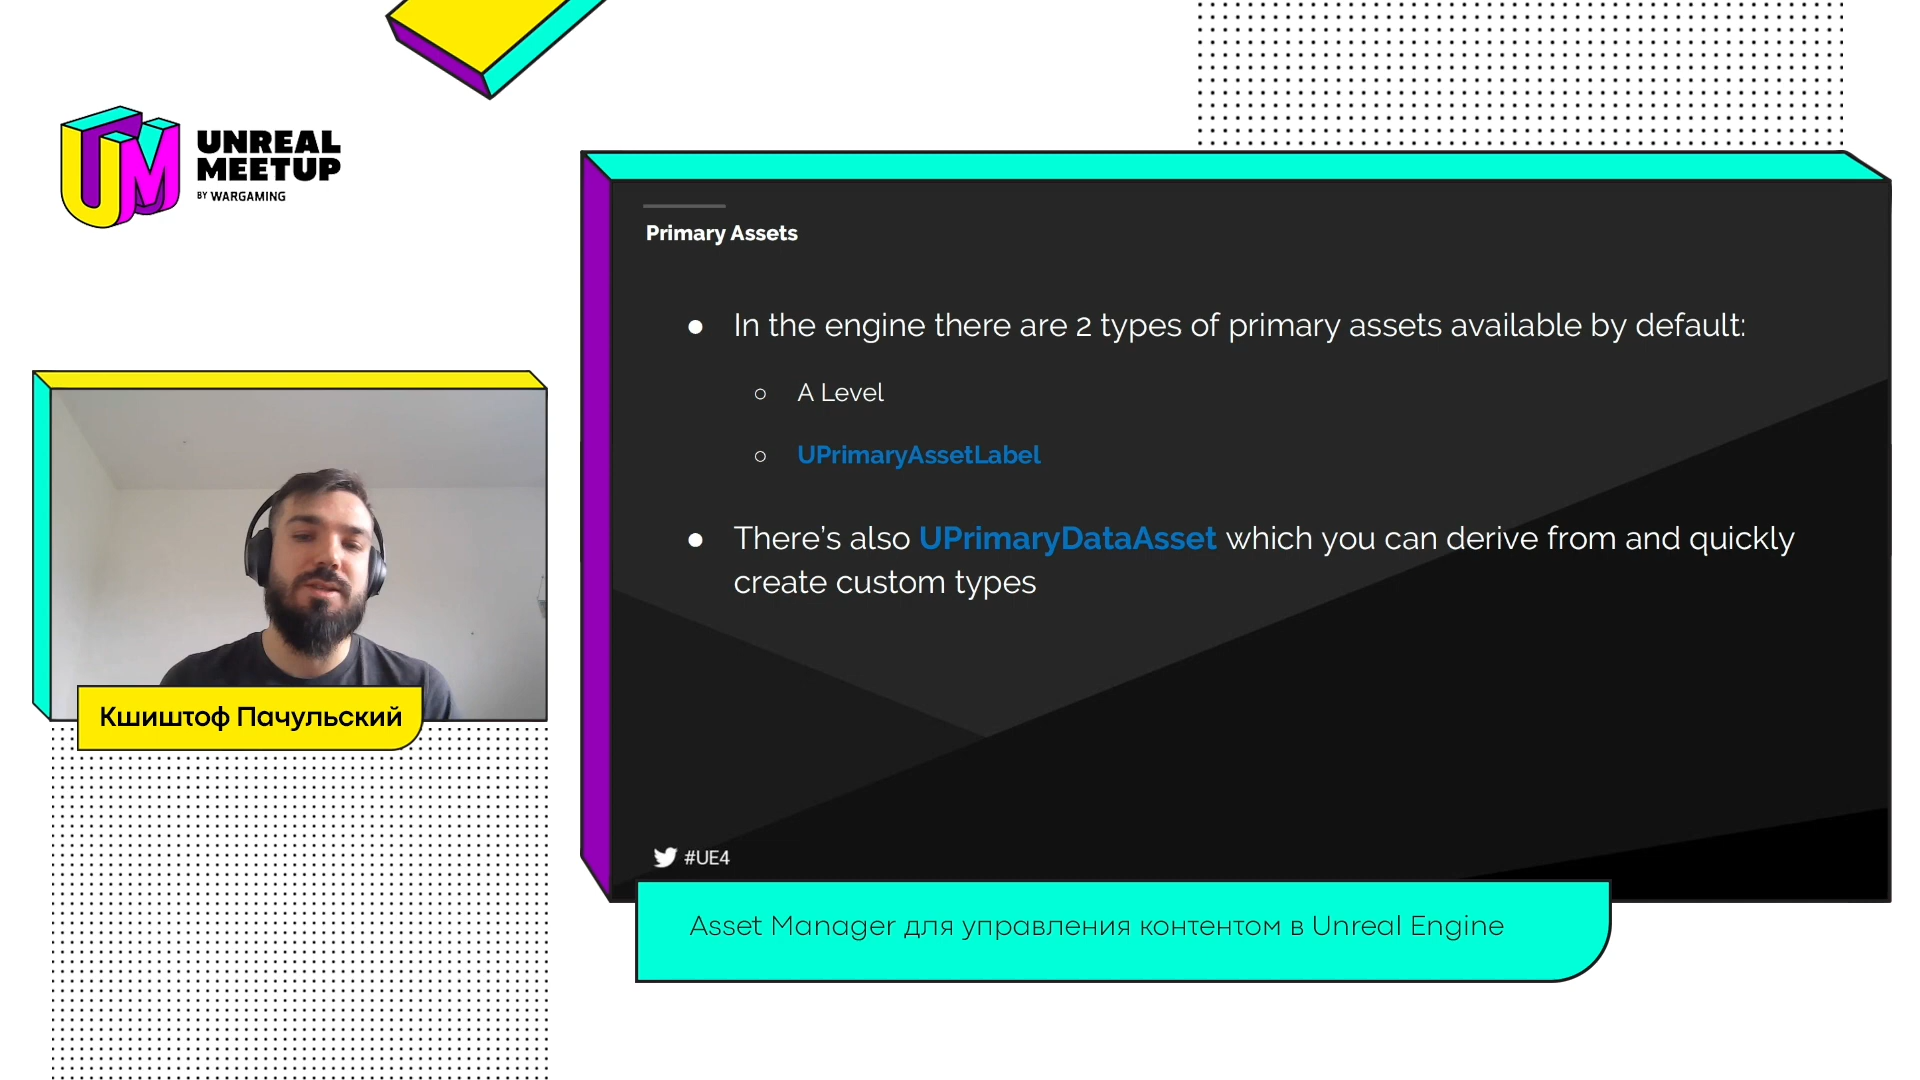 UNREAL
MEETUP
BY WARGAMING
Primary Assets
● In the engine there are 2 types of primary assets available by default:
○ A Level
○ UPrimaryAssetLabel
● There's also UPrimaryDataAsset which you can derive from and quickly
create custom types
Кшиштоф Пачульский
#UE4
Asset Manager для управления контентом в Unreal Engine